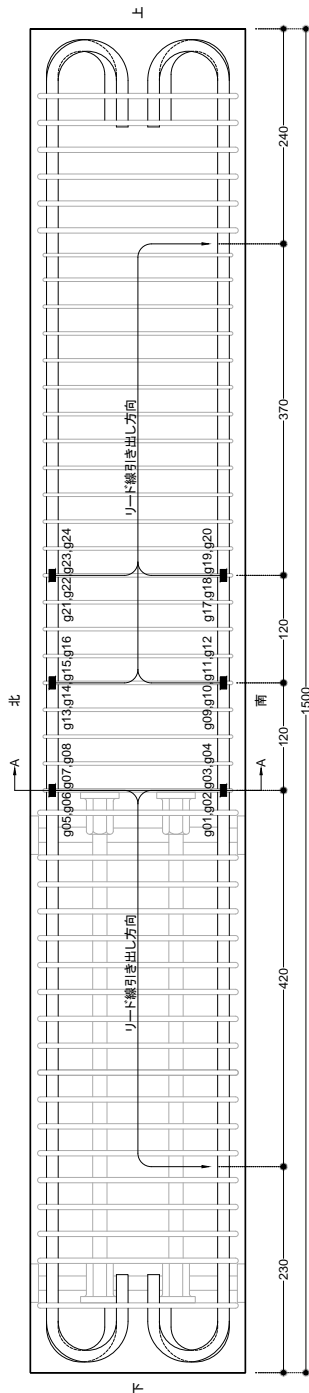 上
240
リード線引き出し方向
370
g21,g22,g23,g24
g17,g18,g19,g20
120
北
g13,g14,g15,g16
g09,g10,g11,g12
南
120
1500
A
A
g05,g06,g07,g08
g01,g02,g03,g04
リード線引き出し方向
420
230
下